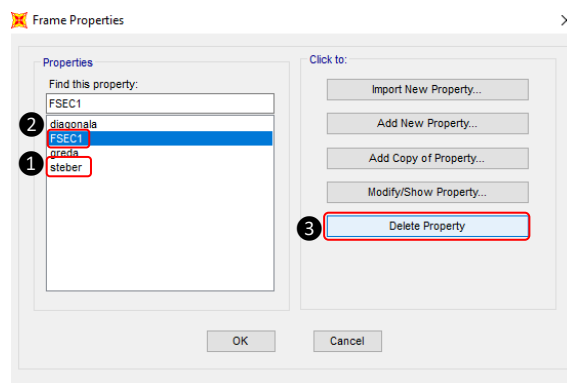 Frame Properties
Properties
Find this property:
FSEC1
2
diagonala
FSEC1
greda
1
steber
Click to:
Import New Property...
Add New Property...
Add Copy of Property...
Modify/Show Property...
3
Delete Property
OK
Cancel